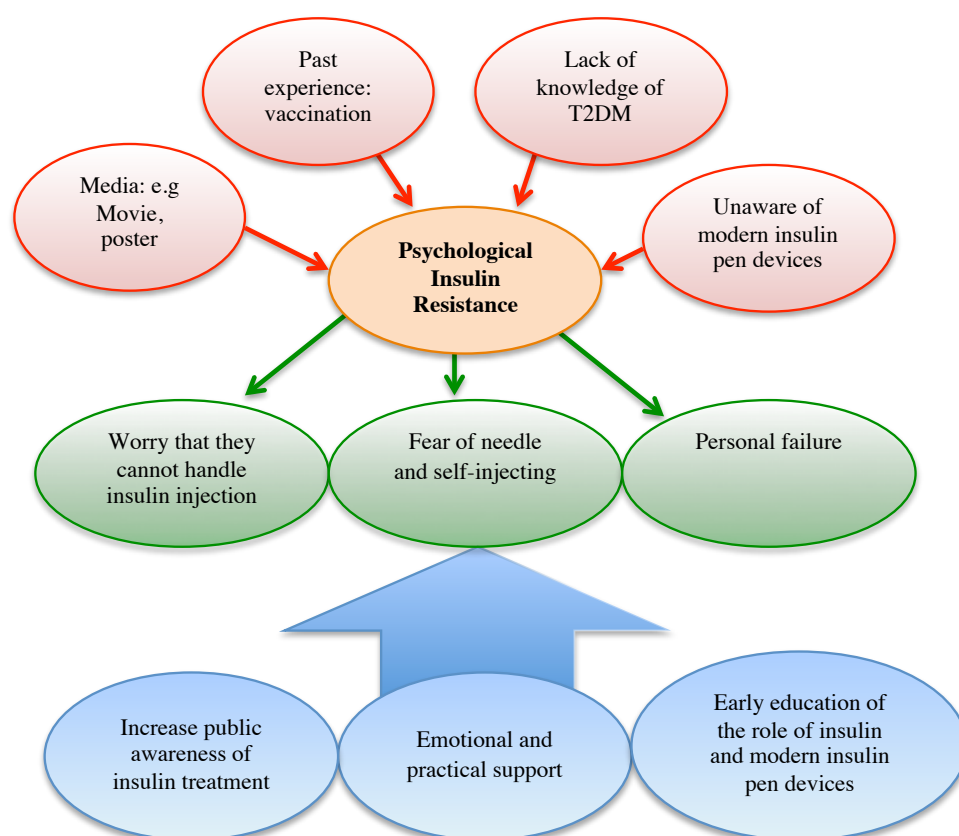 Past
experience:
vaccination
Lack of
knowledge of
T2DM
Media: e.g
Movie,
poster
Unaware of
modern insulin
pen devices
Psychological
Insulin
Resistance
Worry that they
cannot handle
insulin injection
Fear of needle
and self-injecting
Personal failure
Increase public
awareness of
insulin treatment
Emotional and
practical support
Early education of
the role of insulin
and modern insulin
pen devices